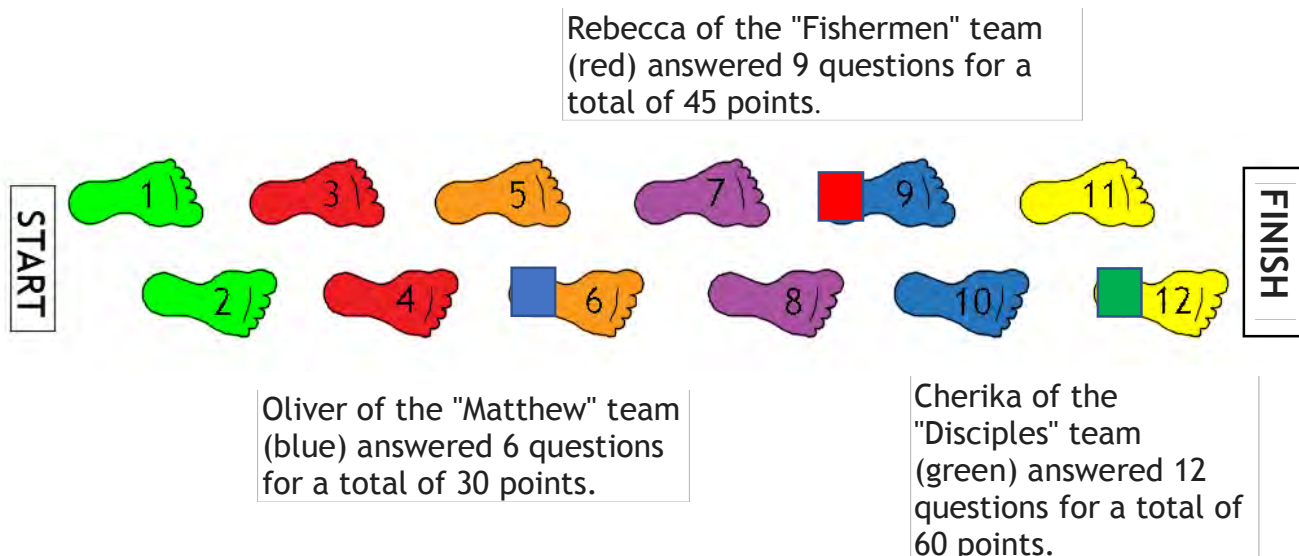 Rebecca of the "Fishermen" team
(red) answered 9 questions for a
total of 45 points.
START
1
3
5
7
9
11
FINISH
2
4
6
8
10
12
Oliver of the "Matthew" team
(blue) answered 6 questions
for a total of 30 points.
Cherika of the
"Disciples" team
(green) answered 12
questions for a total of
60 points.